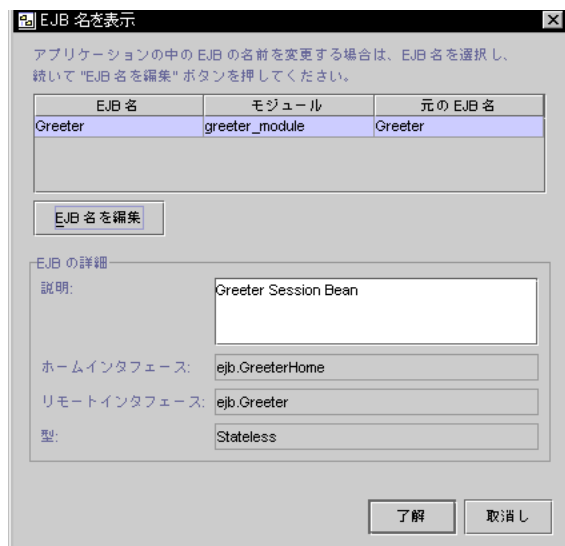 EJB 名を表示
アプリケーションの中の EJB の名前を変更する場合は、EJB 名を選択し、
続いて "EJB 名を編集" ボタンを押してください。
EJB 名 モジュール 元の EJB 名
Greeter greeter_module Greeter
EJB 名を編集
EJB の詳細
説明: Greeter Session Bean
ホームインタフェース: ejb.GreeterHome
リモートインタフェース: ejb.Greeter
型: Stateless
了解 取消し